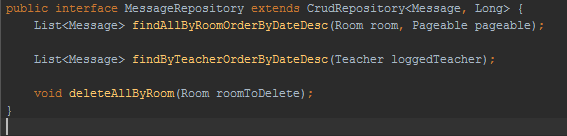 public interface MessageRepository extends CrudRepository<Message, Long> {
List<Message> findAllByRoomOrderByDateDesc(Room room, Pageable pageable);
List<Message> findByTeacherOrderByDateDesc(Teacher loggedTeacher);
void deleteAllByRoom(Room roomToDelete);
}